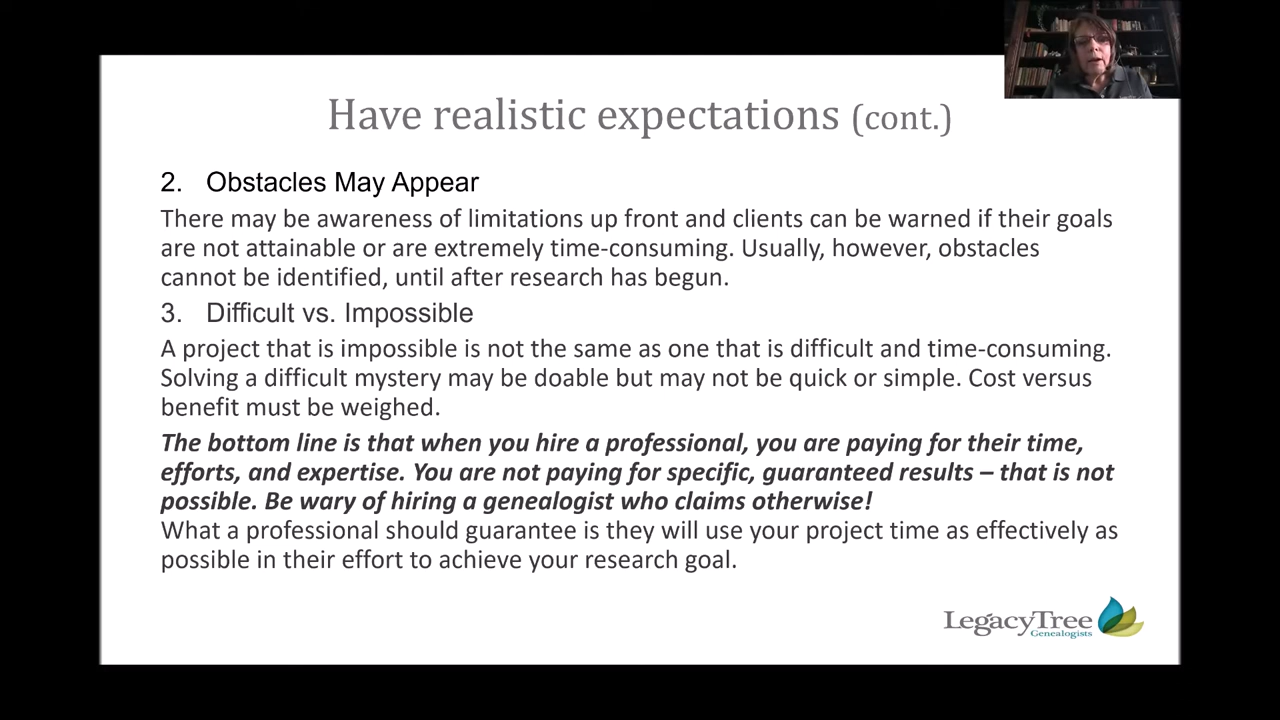 Have realistic expectations (cont.)
2. Obstacles May Appear
There may be awareness of limitations up front and clients can be warned if their goals
are not attainable or are extremely time-consuming. Usually, however, obstacles
cannot be identified, until after research has begun.
3. Difficult vs. Impossible
A project that is impossible is not the same as one that is difficult and time-consuming.
Solving a difficult mystery may be doable but may not be quick or simple. Cost versus
benefit must be weighed.
The bottom line is that when you hire a professional, you are paying for their time,
efforts, and expertise. You are not paying for specific, guaranteed results – that is not
possible. Be wary of hiring a genealogist who claims otherwise!
What a professional should guarantee is they will use your project time as effectively as
possible in their effort to achieve your research goal.
LegacyTree
Genealogists